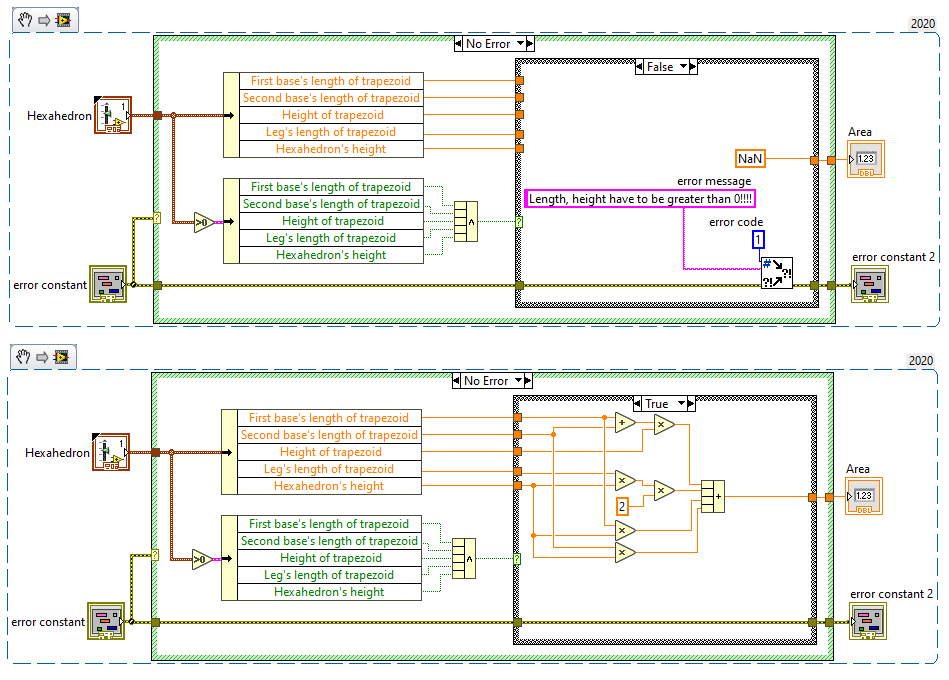 2020
No Error
False
First base's length of trapezoid
Second base's length of trapezoid
Height of trapezoid
Leg's length of trapezoid
Hexahedron's height
Hexahedron
1
Area
1.23
DBL
NaN
error message
Length, height have to be greater than 0!!!!
error code
1
First base's length of trapezoid
Second base's length of trapezoid
Height of trapezoid
Leg's length of trapezoid
Hexahedron's height
>0
?
?
error constant
#
?!
?!
error constant 2
2020
No Error
True
First base's length of trapezoid
Second base's length of trapezoid
Height of trapezoid
Leg's length of trapezoid
Hexahedron's height
Hexahedron
1
+
×
×
×
2
×
×
+
Area
1.23
DBL
First base's length of trapezoid
Second base's length of trapezoid
Height of trapezoid
Leg's length of trapezoid
Hexahedron's height
>0
?
?
error constant
error constant 2